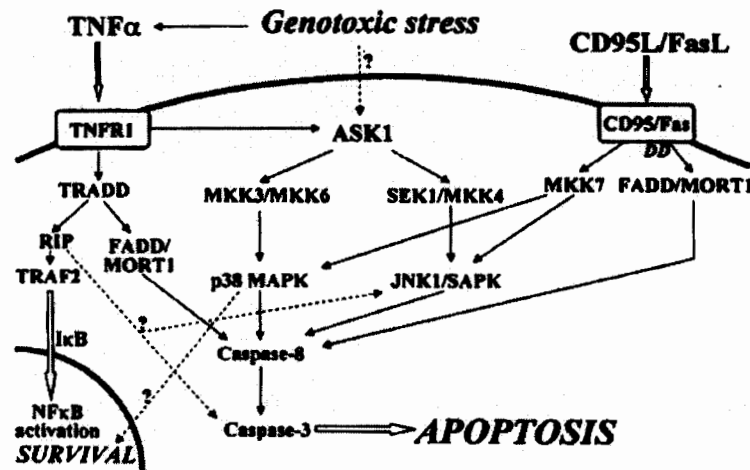 TNFα
Genotoxic stress
CD95L/FasL
?
TNFR1
ASK1
CD95/Fas
DD
TRADD
MKK3/MKK6
SEK1/MKK4
MKK7
FADD/MORT1
RIP
FADD/
MORT1
TRAF2
p38 MAPK
JNK1/SAPK
?
IκB
Caspase-8
?
NFκB
activation
SURVIVAL
Caspase-3
APOPTOSIS